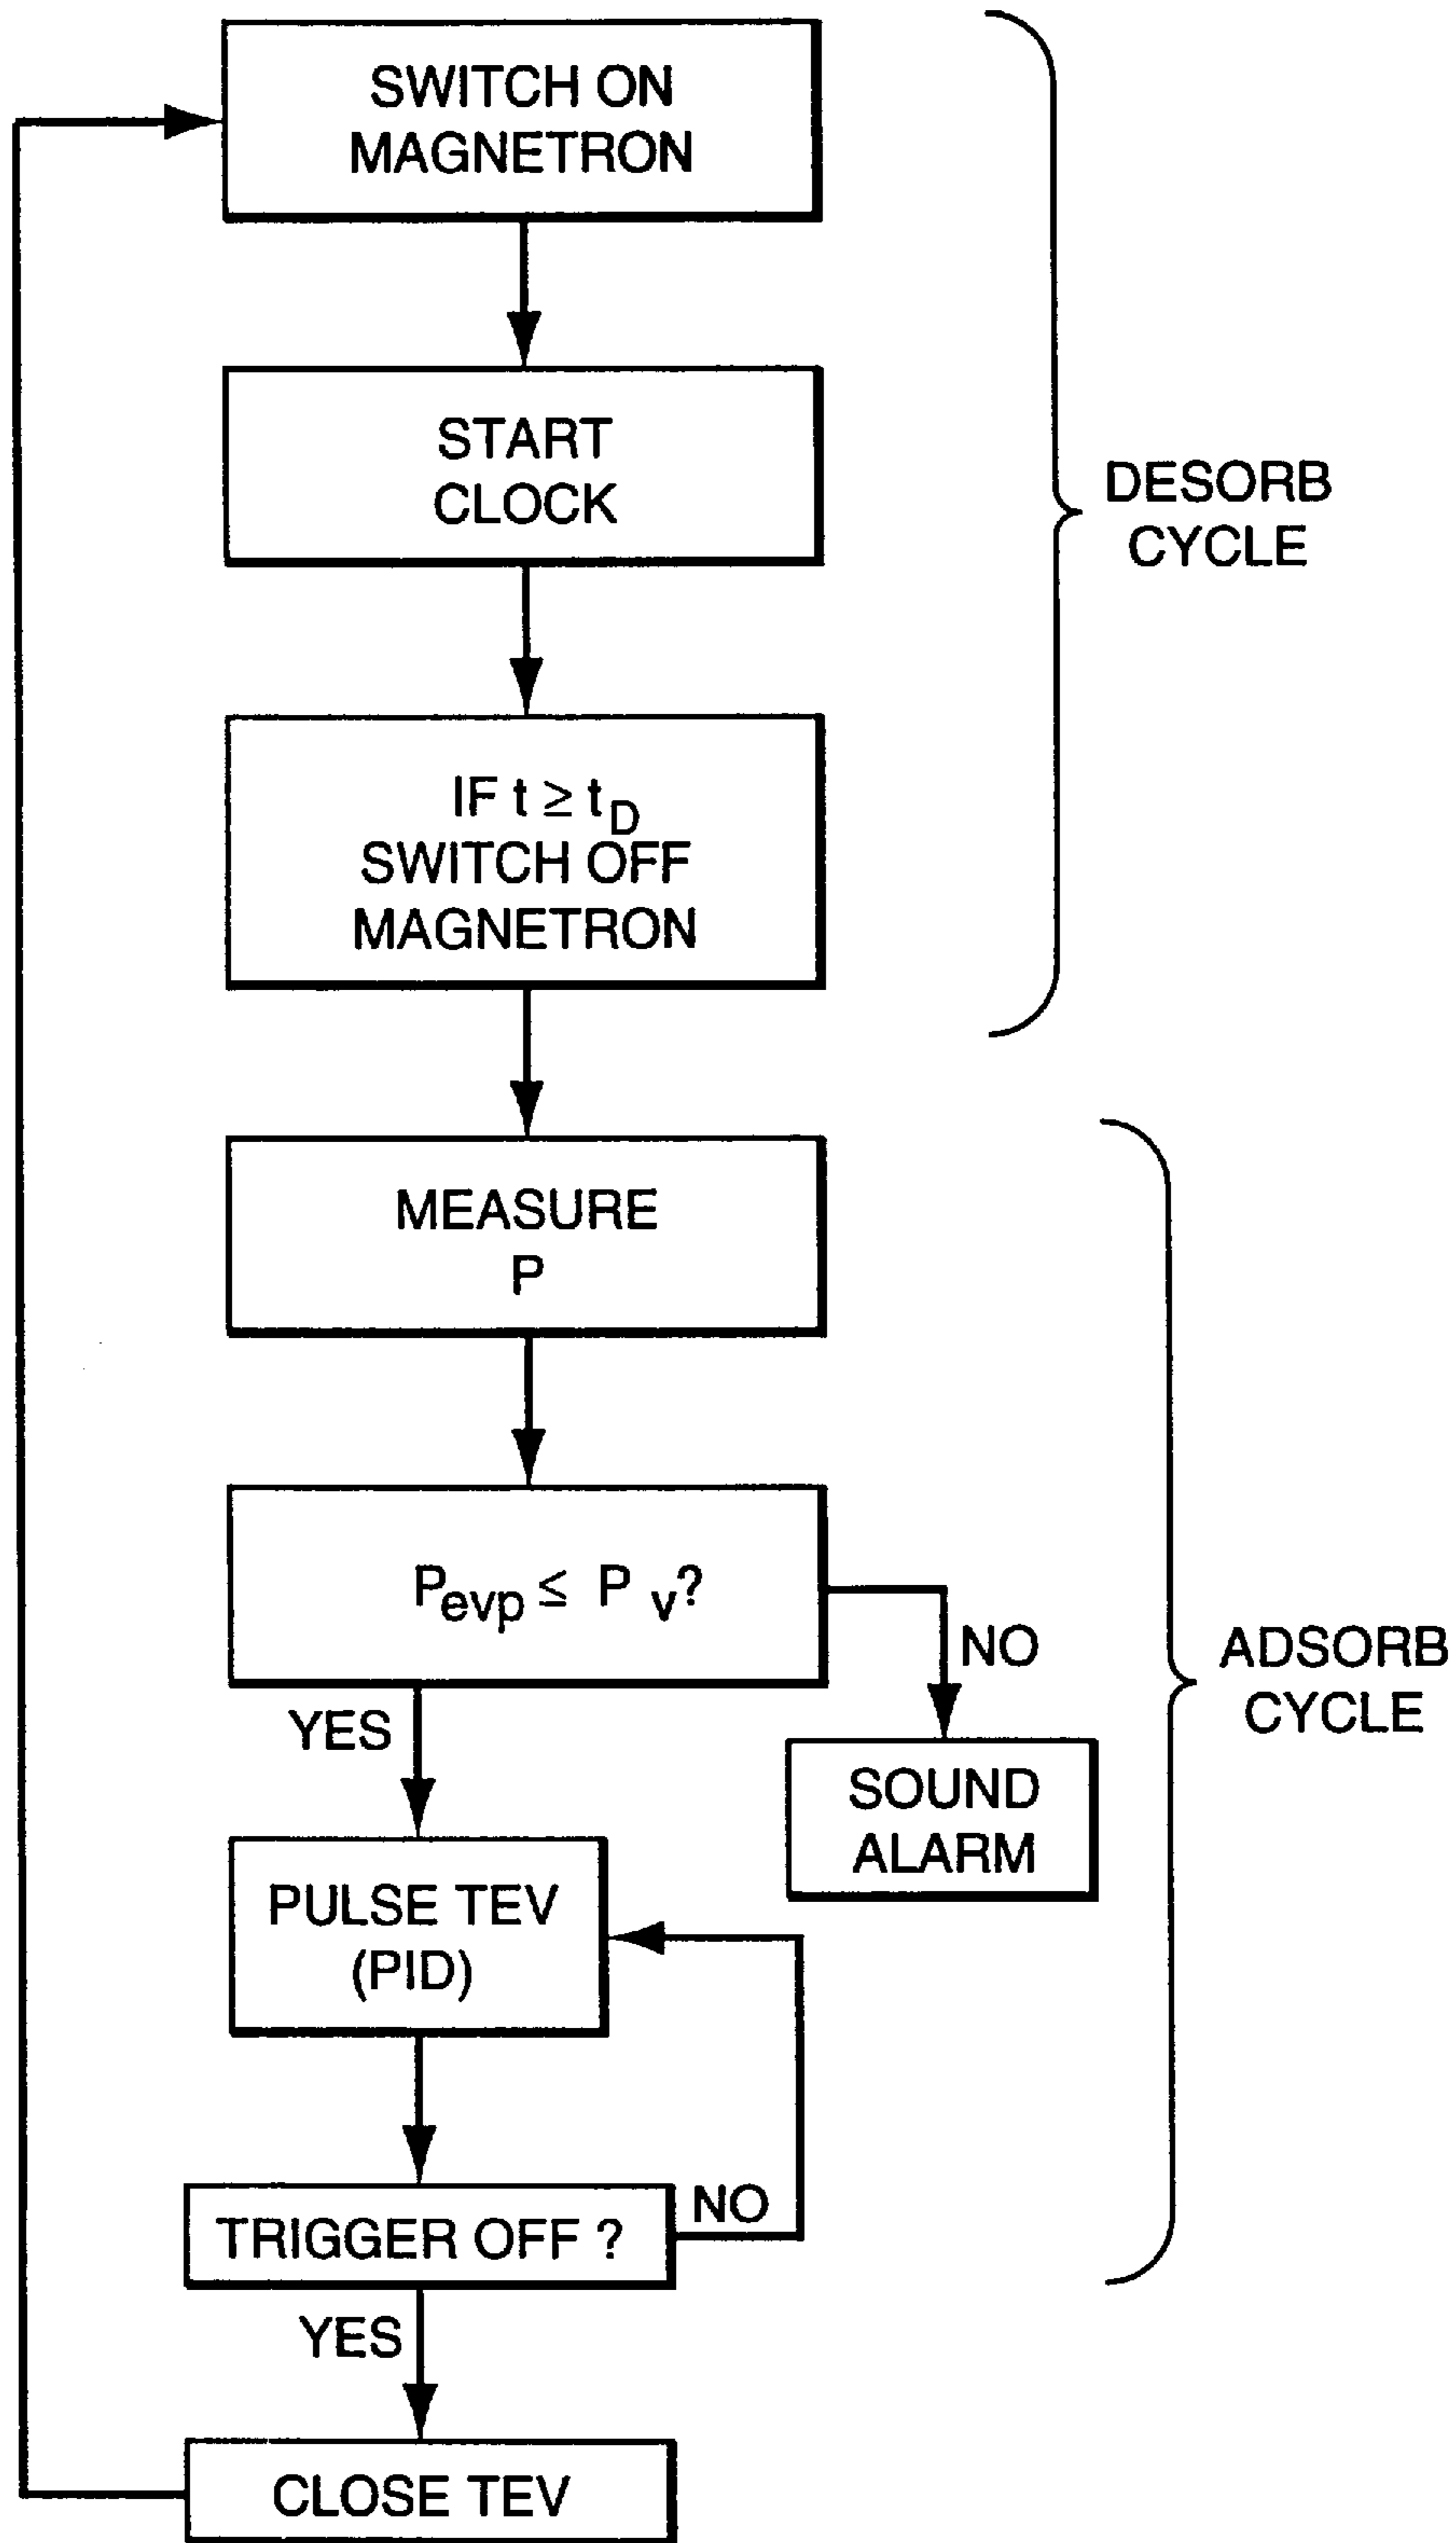 SWITCH ON
MAGNETRON
START
CLOCK
DESORB
CYCLE
IF t ≥ tD
SWITCH OFF
MAGNETRON
MEASURE
P
Pevp ≤ P v?
NO
ADSORB
CYCLE
YES
SOUND
ALARM
PULSE TEV
(PID)
TRIGGER OFF ?
NO
YES
CLOSE TEV